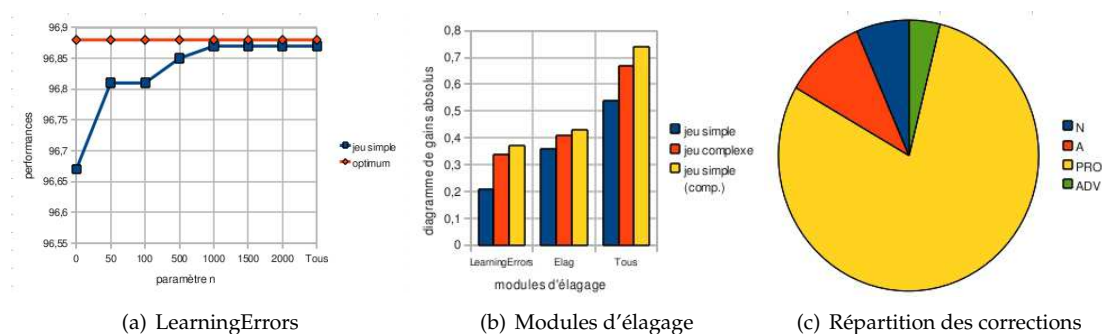 96,9
96,85
96,8
96,75
96,7
96,65
96,6
96,55
performances
0 50 100 500 1000 1500 2000 Tous
paramètre n
jeu simple
optimum
(a) LearningErrors
0,8
0,7
0,6
0,5
0,4
0,3
0,2
0,1
0
diagramme de gains absolus
LearningErrors Elag Tous
modules d'élagage
jeu simple
jeu complexe
jeu simple
(comp.)
(b) Modules d'élagage
N
A
PRO
ADV
(c) Répartition des corrections